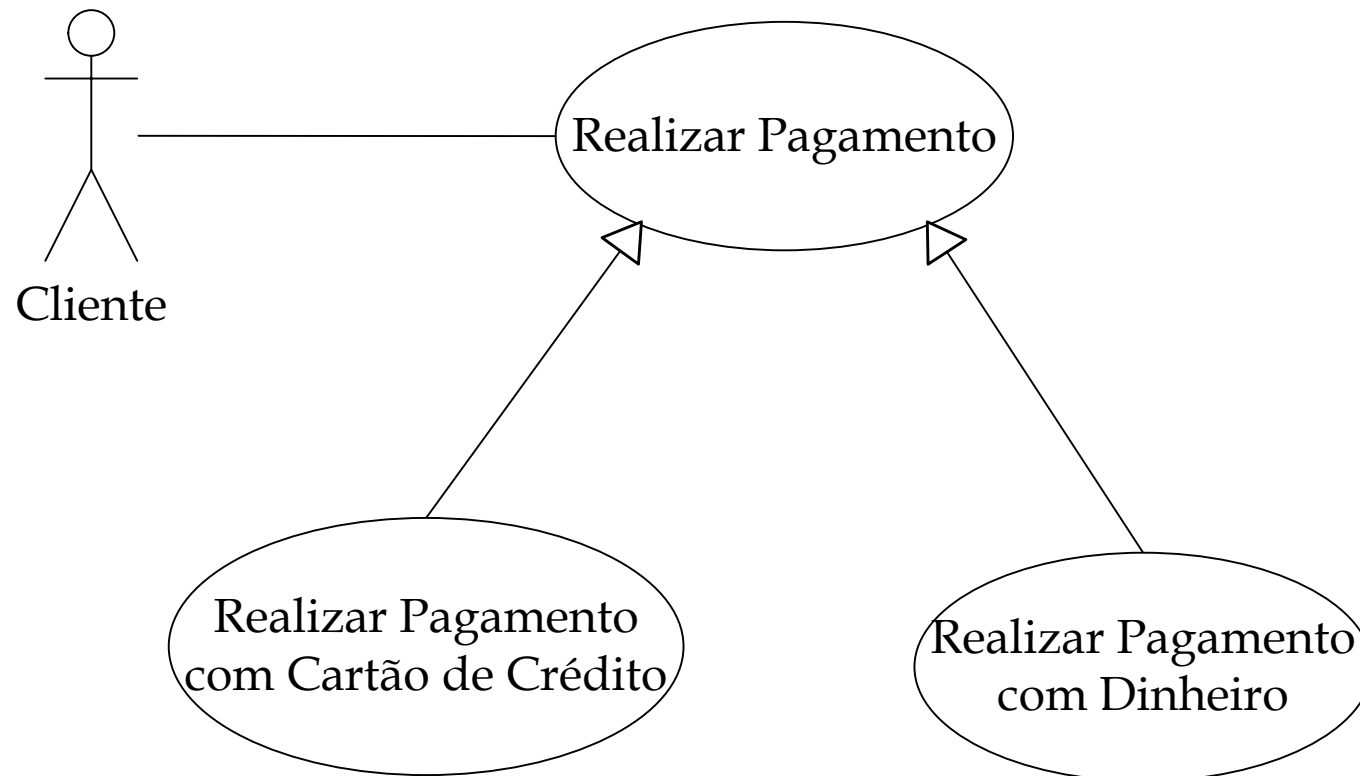 Realizar Pagamento
Cliente
Realizar Pagamento
com Cartão de Crédito
Realizar Pagamento
com Dinheiro